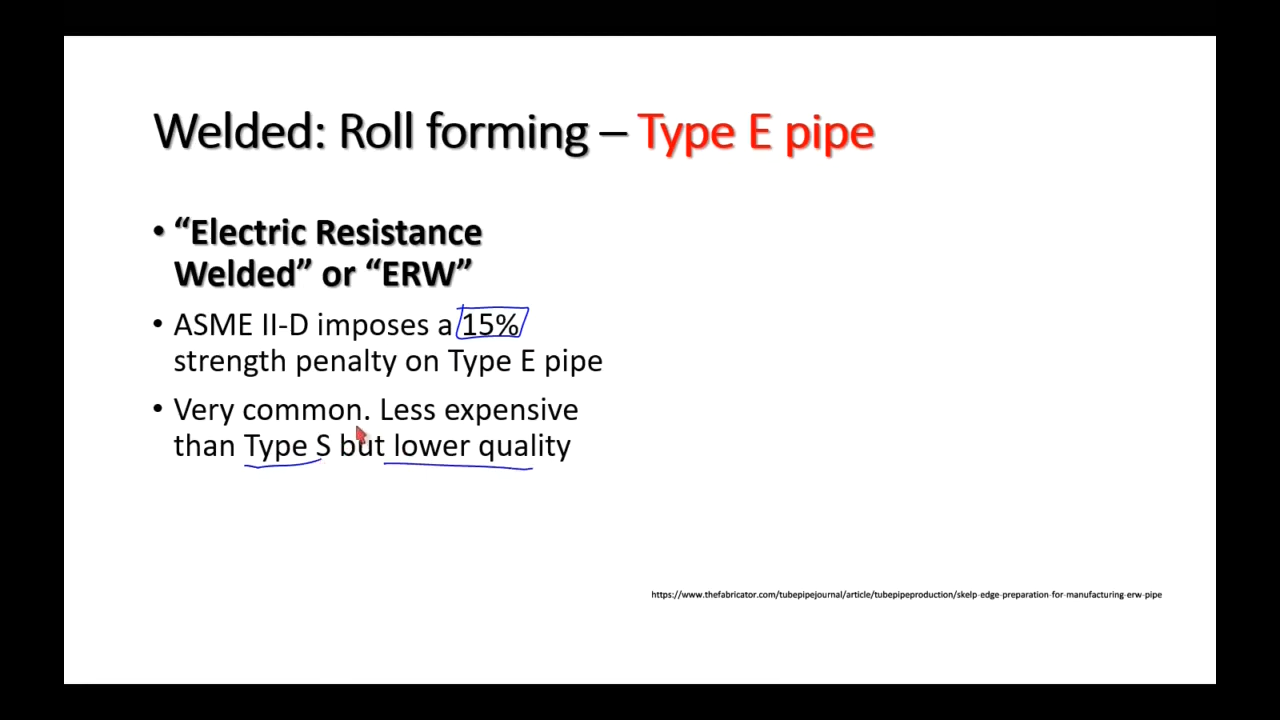 Welded: Roll forming – Type E pipe
• “Electric Resistance
Welded” or “ERW”
• ASME II-D imposes a 15%
strength penalty on Type E pipe
• Very common. Less expensive
than Type S but lower quality
https://www.thefabricator.com/tubepipejournal/article/tubepipeproduction/skelp-edge-preparation-for-manufacturing-erw-pipe